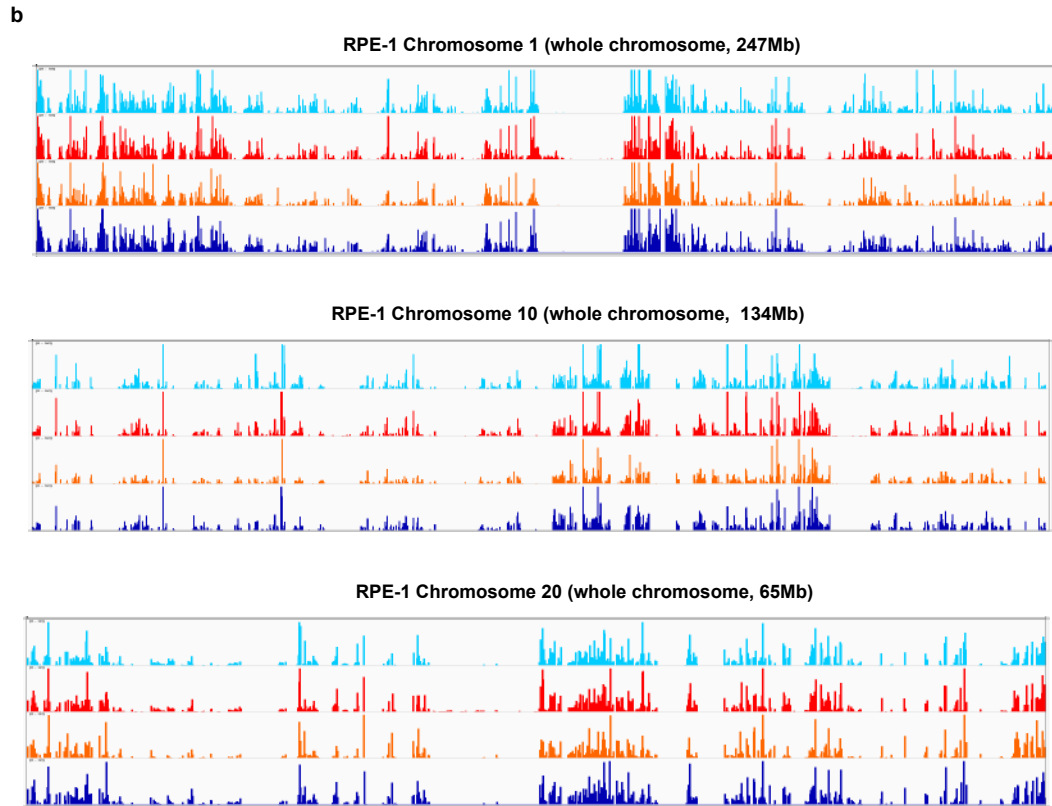 b
RPE-1 Chromosome 1 (whole chromosome, 247Mb)
RPE-1 Chromosome 10 (whole chromosome, 134Mb)
RPE-1 Chromosome 20 (whole chromosome, 65Mb)